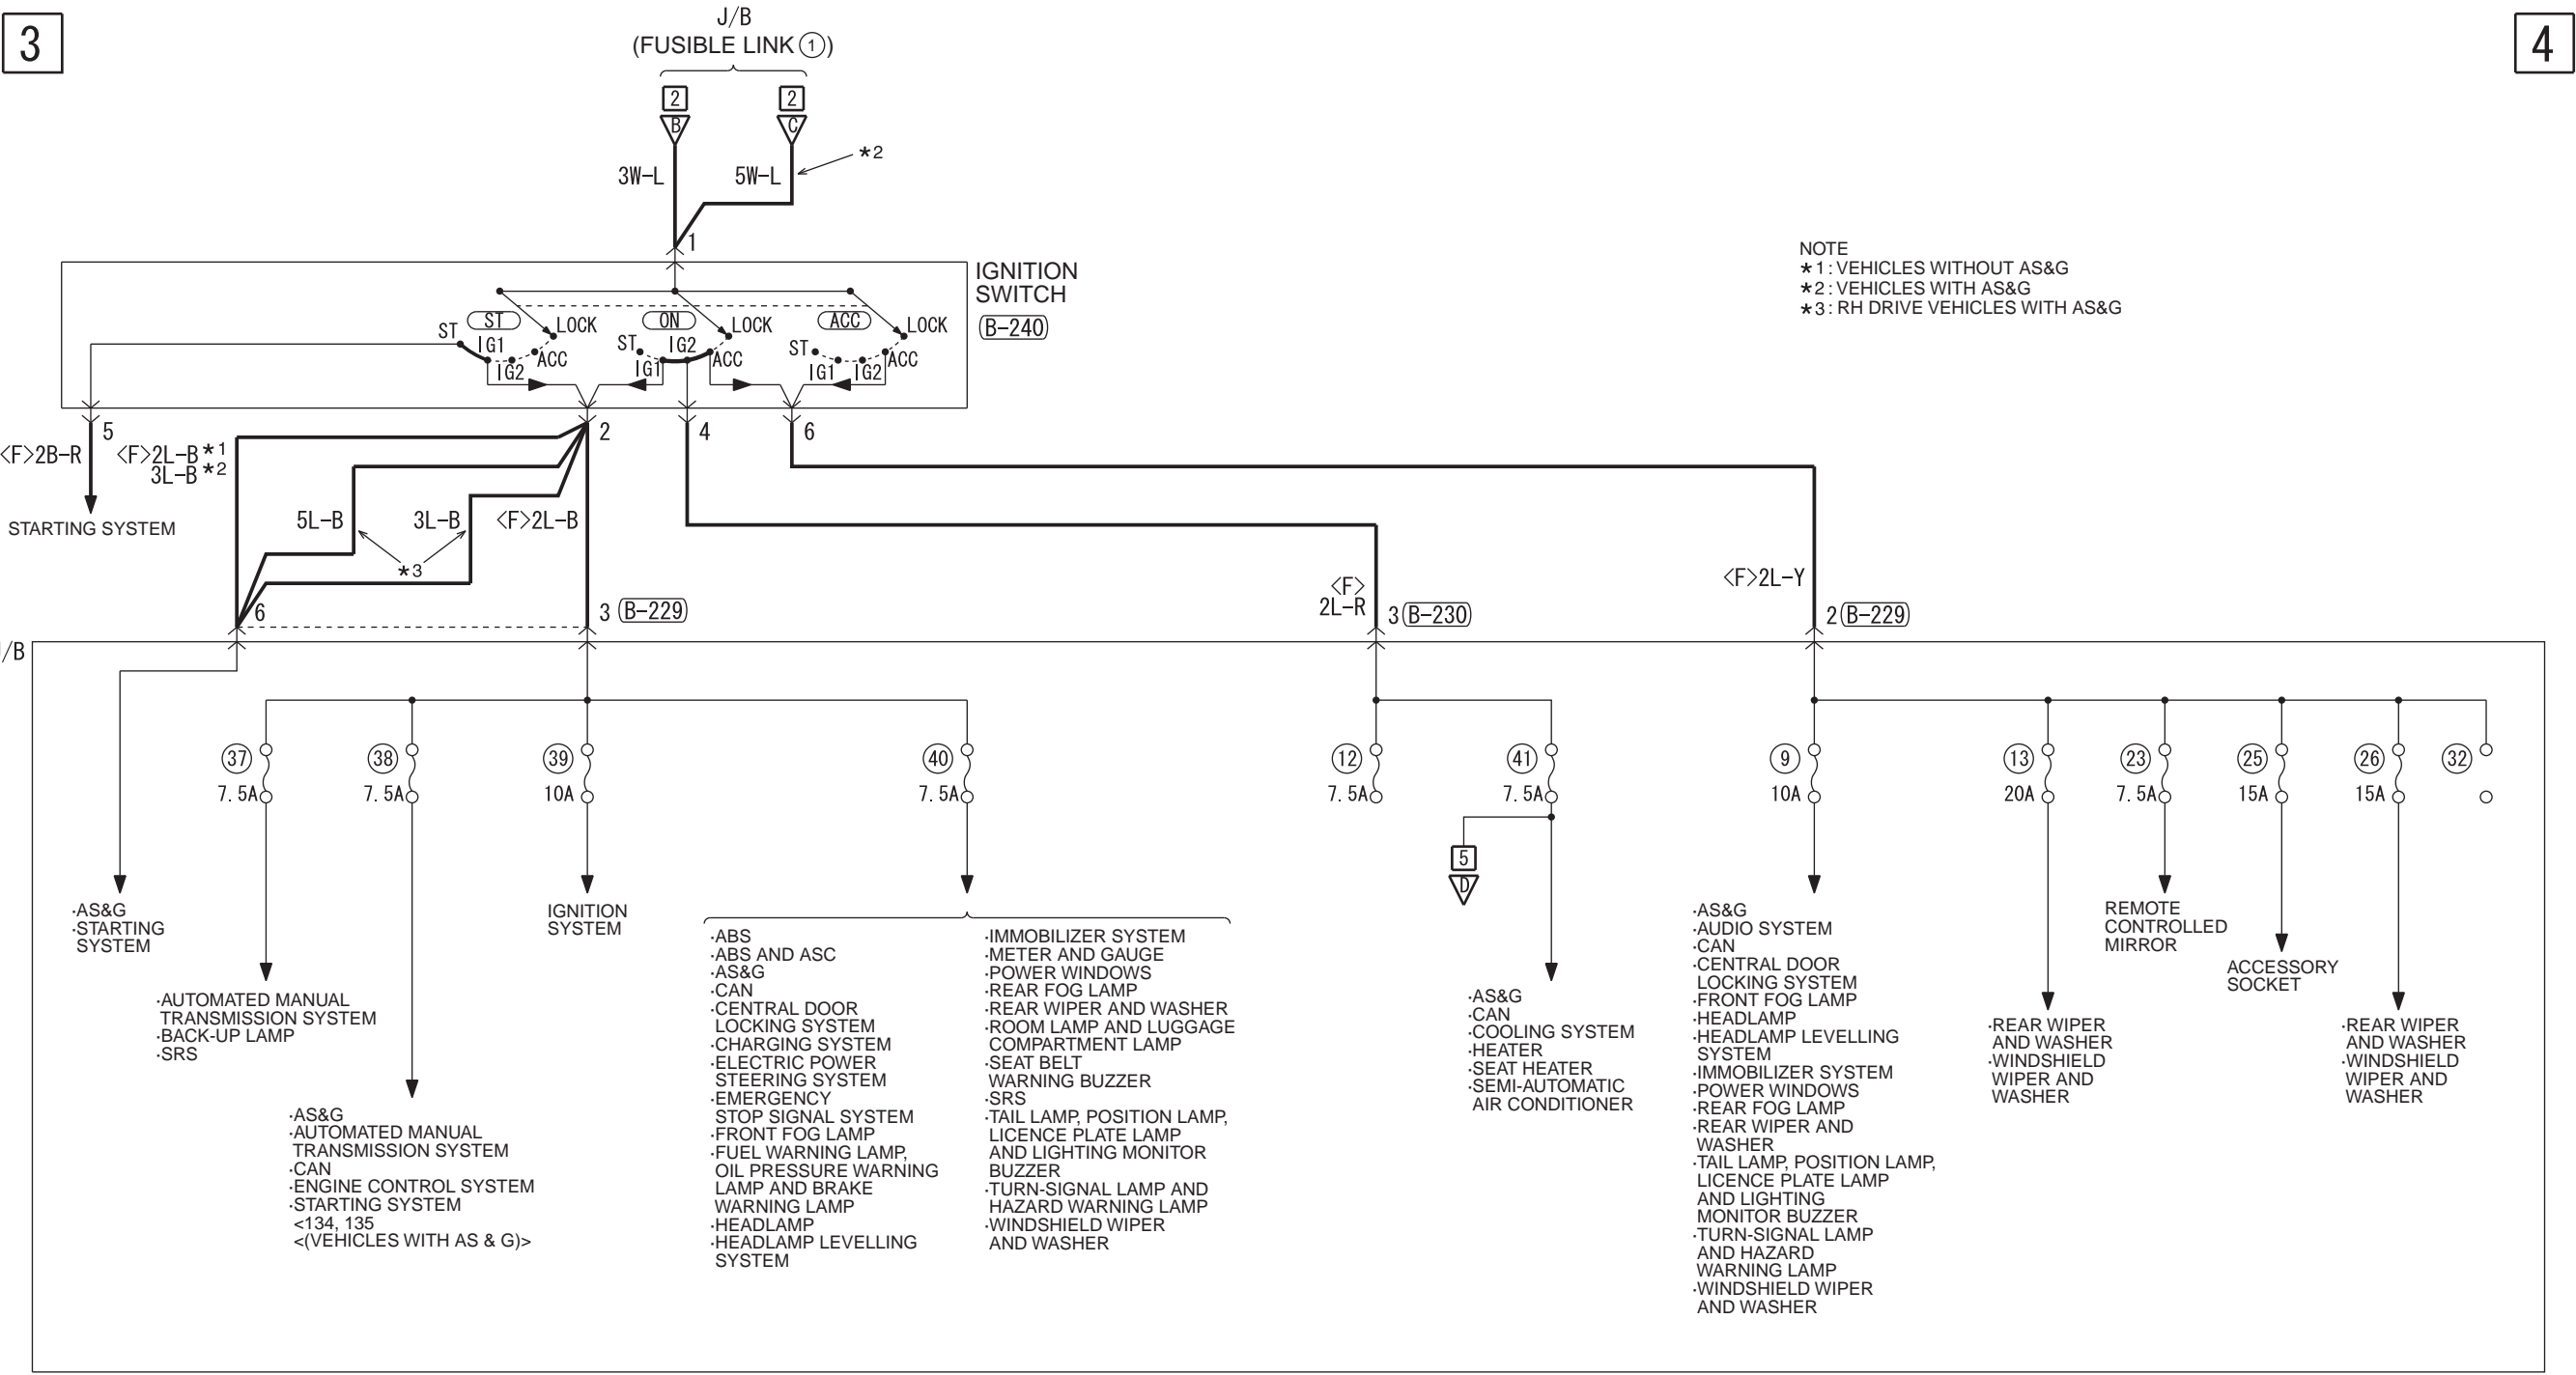 3
4
J/B
(FUSIBLE LINK ①)
2
2
B
C
*2
3W-L
5W-L
1
NOTE
*1: VEHICLES WITHOUT AS&G
*2: VEHICLES WITH AS&G
*3: RH DRIVE VEHICLES WITH AS&G
IGNITION
SWITCH
B-240
ST
ST
LOCK
IG1
IG2
ACC
ON
ST
LOCK
IG2
IG1
ACC
ACC
ST
LOCK
IG1
IG2
ACC
5
2
4
6
<F>2B-R
<F>2L-B *1
3L-B *2
STARTING SYSTEM
5L-B
3L-B
<F>2L-B
*3
<F>
2L-R
<F>2L-Y
6
3 B-229
3 B-230
2 B-229
/B
37
7.5A
38
7.5A
39
10A
40
7.5A
12
7.5A
41
7.5A
9
10A
13
20A
23
7.5A
25
15A
26
15A
32
5
D
·AS&G
·STARTING
SYSTEM
·AUTOMATED MANUAL
TRANSMISSION SYSTEM
·BACK-UP LAMP
·SRS
·AS&G
·AUTOMATED MANUAL
TRANSMISSION SYSTEM
·CAN
·ENGINE CONTROL SYSTEM
·STARTING SYSTEM
<134, 135
<(VEHICLES WITH AS & G)>
IGNITION
SYSTEM
·ABS
·ABS AND ASC
·AS&G
·CAN
·CENTRAL DOOR
LOCKING SYSTEM
·CHARGING SYSTEM
·ELECTRIC POWER
STEERING SYSTEM
·EMERGENCY
STOP SIGNAL SYSTEM
·FRONT FOG LAMP
·FUEL WARNING LAMP,
OIL PRESSURE WARNING
LAMP AND BRAKE
WARNING LAMP
·HEADLAMP
·HEADLAMP LEVELLING
SYSTEM
·IMMOBILIZER SYSTEM
·METER AND GAUGE
·POWER WINDOWS
·REAR FOG LAMP
·REAR WIPER AND WASHER
·ROOM LAMP AND LUGGAGE
COMPARTMENT LAMP
·SEAT BELT
WARNING BUZZER
·SRS
·TAIL LAMP, POSITION LAMP,
LICENCE PLATE LAMP
AND LIGHTING MONITOR
BUZZER
·TURN-SIGNAL LAMP AND
HAZARD WARNING LAMP
·WINDSHIELD WIPER
AND WASHER
·AS&G
·CAN
·COOLING SYSTEM
·HEATER
·SEAT HEATER
·SEMI-AUTOMATIC
AIR CONDITIONER
·AS&G
·AUDIO SYSTEM
·CAN
·CENTRAL DOOR
LOCKING SYSTEM
·FRONT FOG LAMP
·HEADLAMP
·HEADLAMP LEVELLING
SYSTEM
·IMMOBILIZER SYSTEM
·POWER WINDOWS
·REAR FOG LAMP
·REAR WIPER AND
WASHER
·TAIL LAMP, POSITION LAMP,
LICENCE PLATE LAMP
AND LIGHTING
MONITOR BUZZER
·TURN-SIGNAL LAMP
AND HAZARD
WARNING LAMP
·WINDSHIELD WIPER
AND WASHER
·REAR WIPER
AND WASHER
·WINDSHIELD
WIPER AND
WASHER
REMOTE
CONTROLLED
MIRROR
ACCESSORY
SOCKET
·REAR WIPER
AND WASHER
·WINDSHIELD
WIPER AND
WASHER